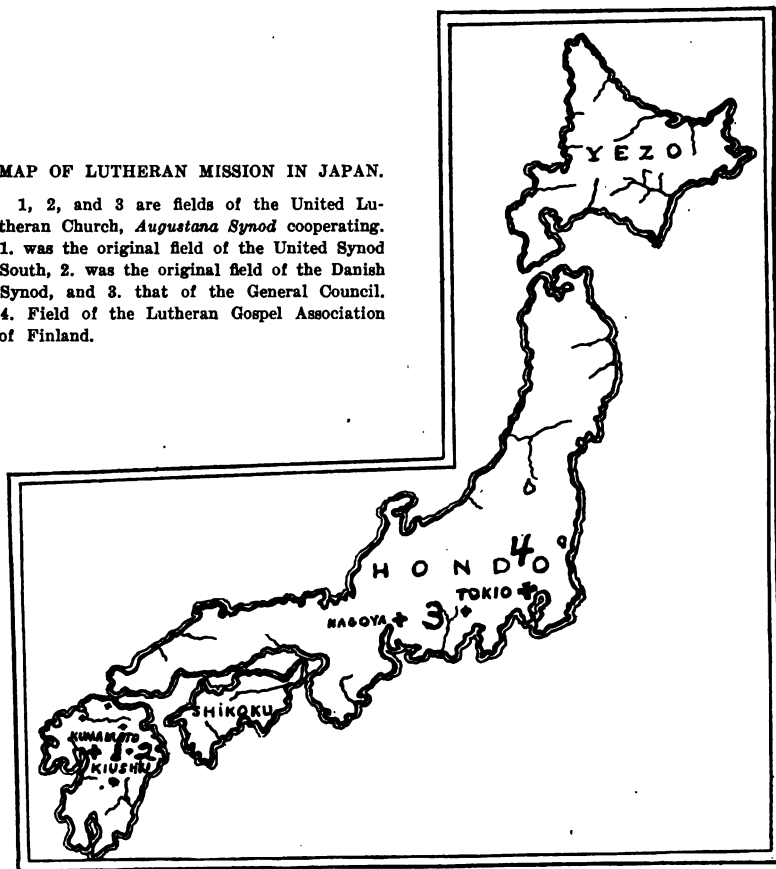 MAP OF LUTHERAN MISSION IN JAPAN.
1, 2, and 3 are fields of the United Lu-
theran Church, Augustana Synod cooperating.
1. was the original field of the United Synod
South, 2. was the original field of the Danish
Synod, and 3. that of the General Council.
4. Field of the Lutheran Gospel Association
of Finland.
YEZO
4
HONDO
TOKIO
NAGOYA 3
SHIKOKU
KUMAMOTO
1 2
KIUSHU